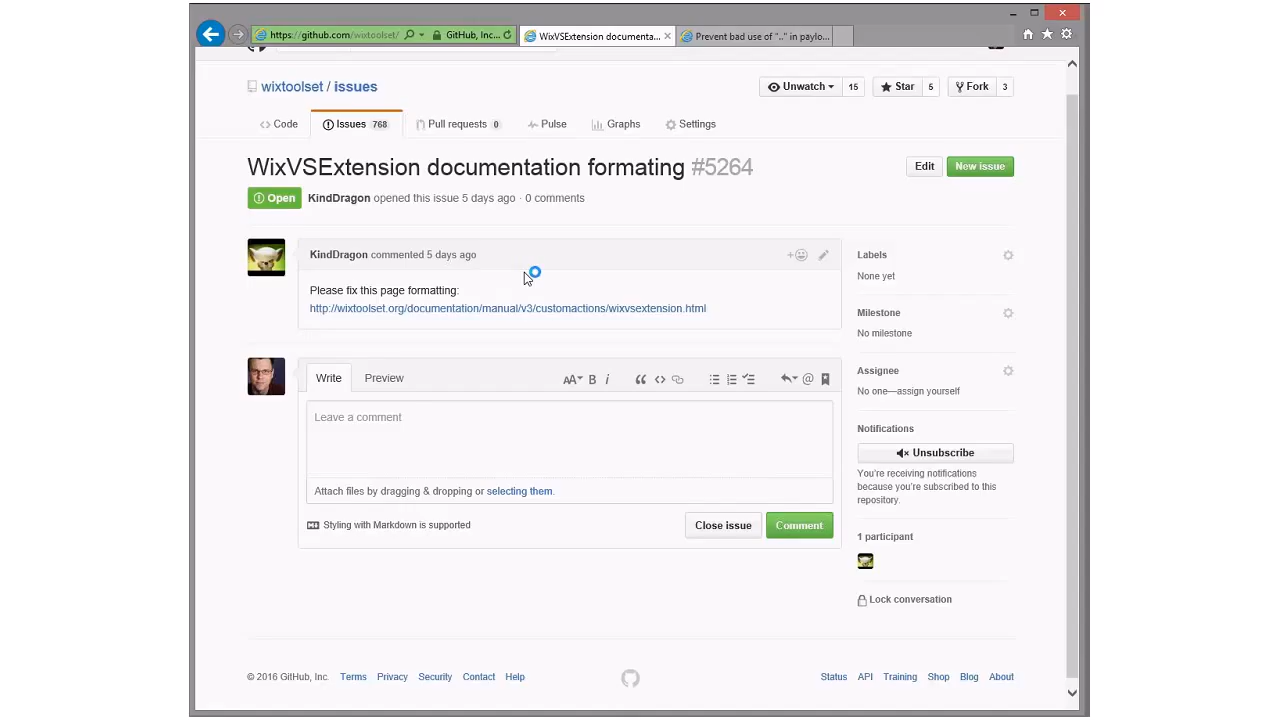 https://github.com/wixtoolset/
GitHub, Inc...
WixVSExtension documenta...
Prevent bad use of ".." in paylo...
wixtoolset / issues
Unwatch 15
Star 5
Fork 3
Code
Issues 768
Pull requests 0
Pulse
Graphs
Settings
WixVSExtension documentation formating #5264
Edit
New issue
Open
KindDragon opened this issue 5 days ago · 0 comments
KindDragon commented 5 days ago
Please fix this page formatting:
http://wixtoolset.org/documentation/manual/v3/customactions/wixvsextension.html
Labels
None yet
Milestone
No milestone
Assignee
No one—assign yourself
Notifications
Unsubscribe
You're receiving notifications
because you're subscribed to this
repository.
1 participant
Lock conversation
Write
Preview
AA B i
Leave a comment
Attach files by dragging & dropping or selecting them.
Styling with Markdown is supported
Close issue
Comment
© 2016 GitHub, Inc. Terms Privacy Security Contact Help
Status API Training Shop Blog About